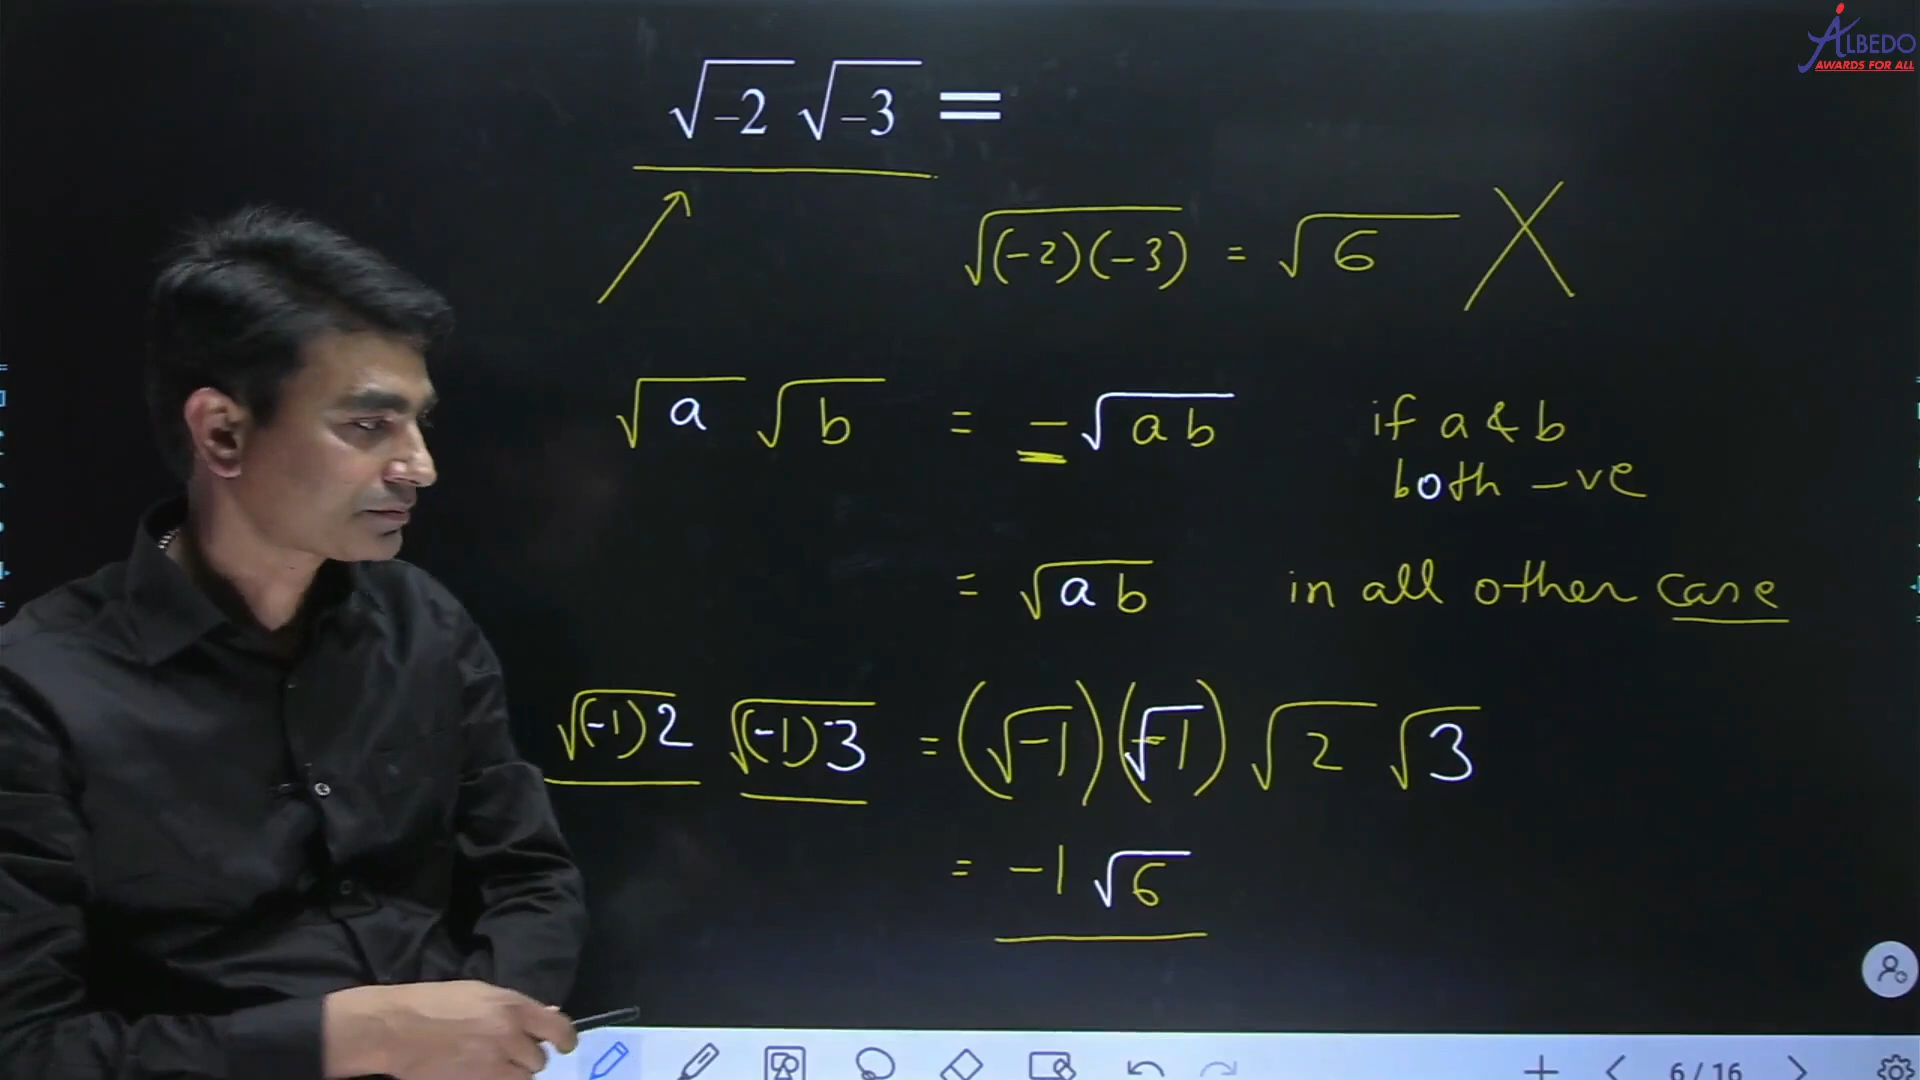 ALBEDO
AWARDS FOR ALL
√-2 √-3 =
√(-2)(-3) = √6
√a √b = -√ab if a & b
both -ve
= √ab in all other case
√(-1)2 √(-1)3 = (√-1)(√-1) √2 √3
= -1 √6
6/16